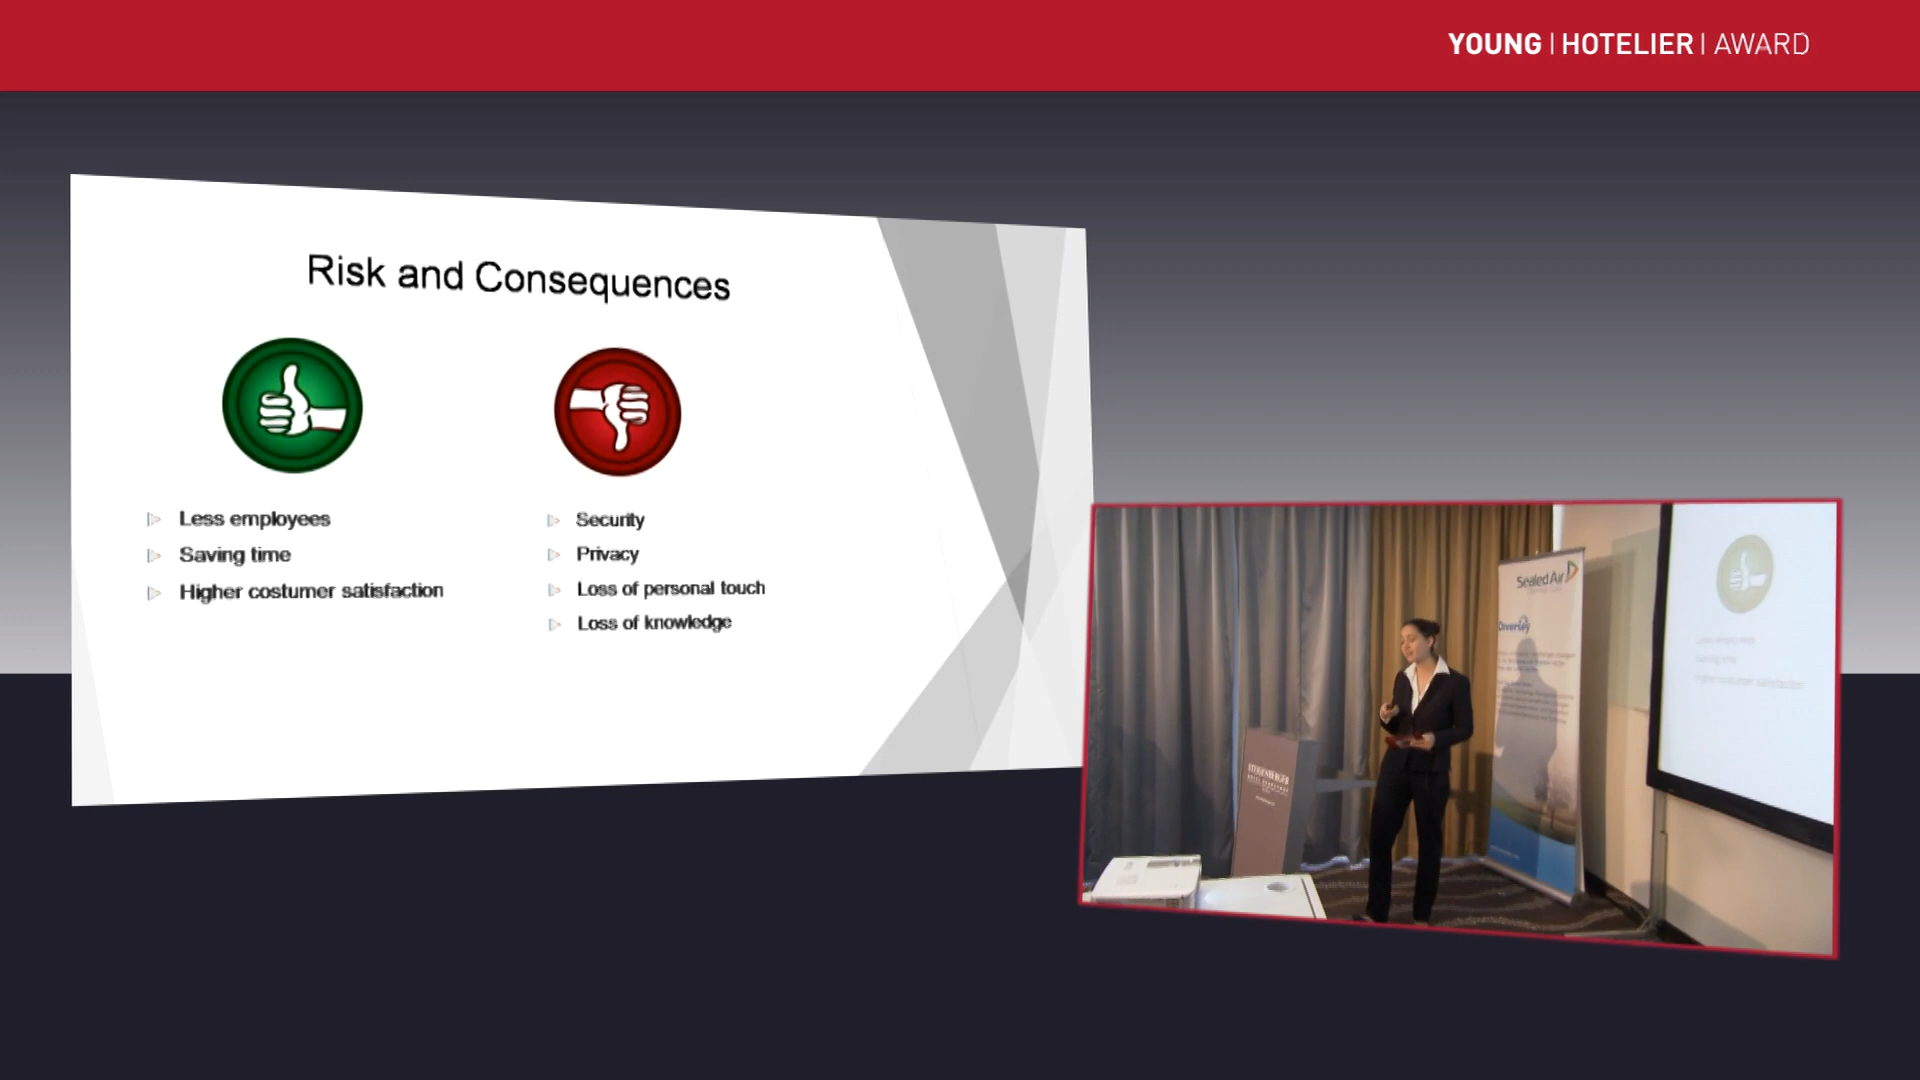 YOUNG | HOTELIER | AWARD
Risk and Consequences
Less employees
Saving time
Higher costumer satisfaction
Security
Privacy
Loss of personal touch
Loss of knowledge
Sealed Air
Diversey
STEIGENBERGER